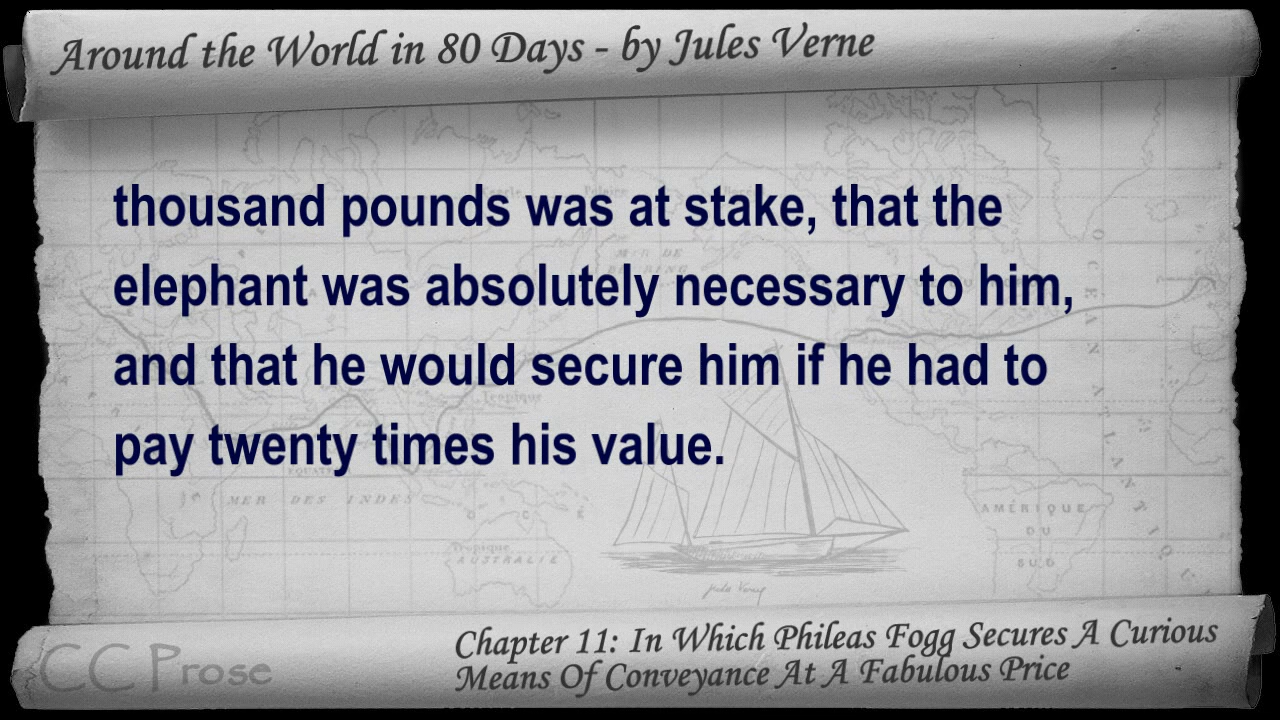 Around the World in 80 Days - by Jules Verne
thousand pounds was at stake, that the
elephant was absolutely necessary to him,
and that he would secure him if he had to
pay twenty times his value.
MER DES INDES
AUSTRALIE
AMÉRIQUE
DU
SUD
Chapter 11: In Which Phileas Fogg Secures A Curious
Means Of Conveyance At A Fabulous Price
CC Prose